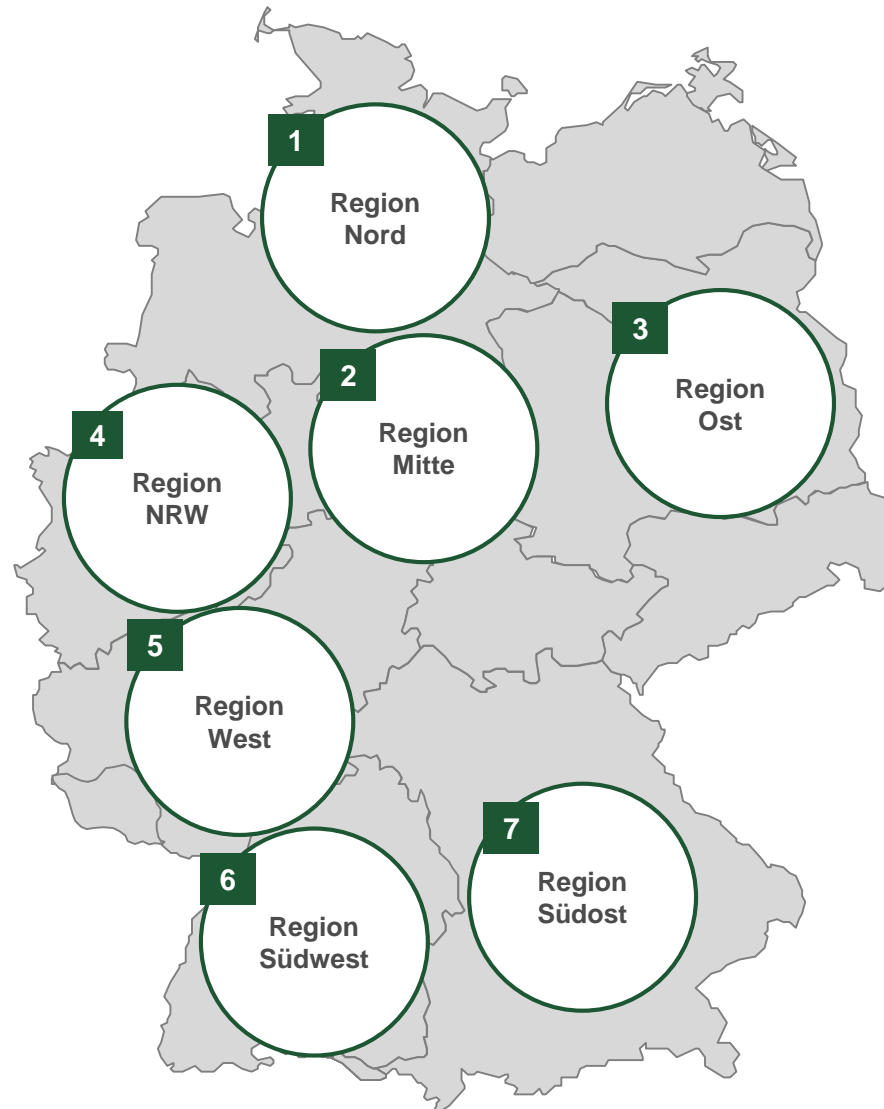 1
Region
Nord
2
Region
Mitte
3
Region
Ost
4
Region
NRW
5
Region
West
6
Region
Südwest
7
Region
Südost